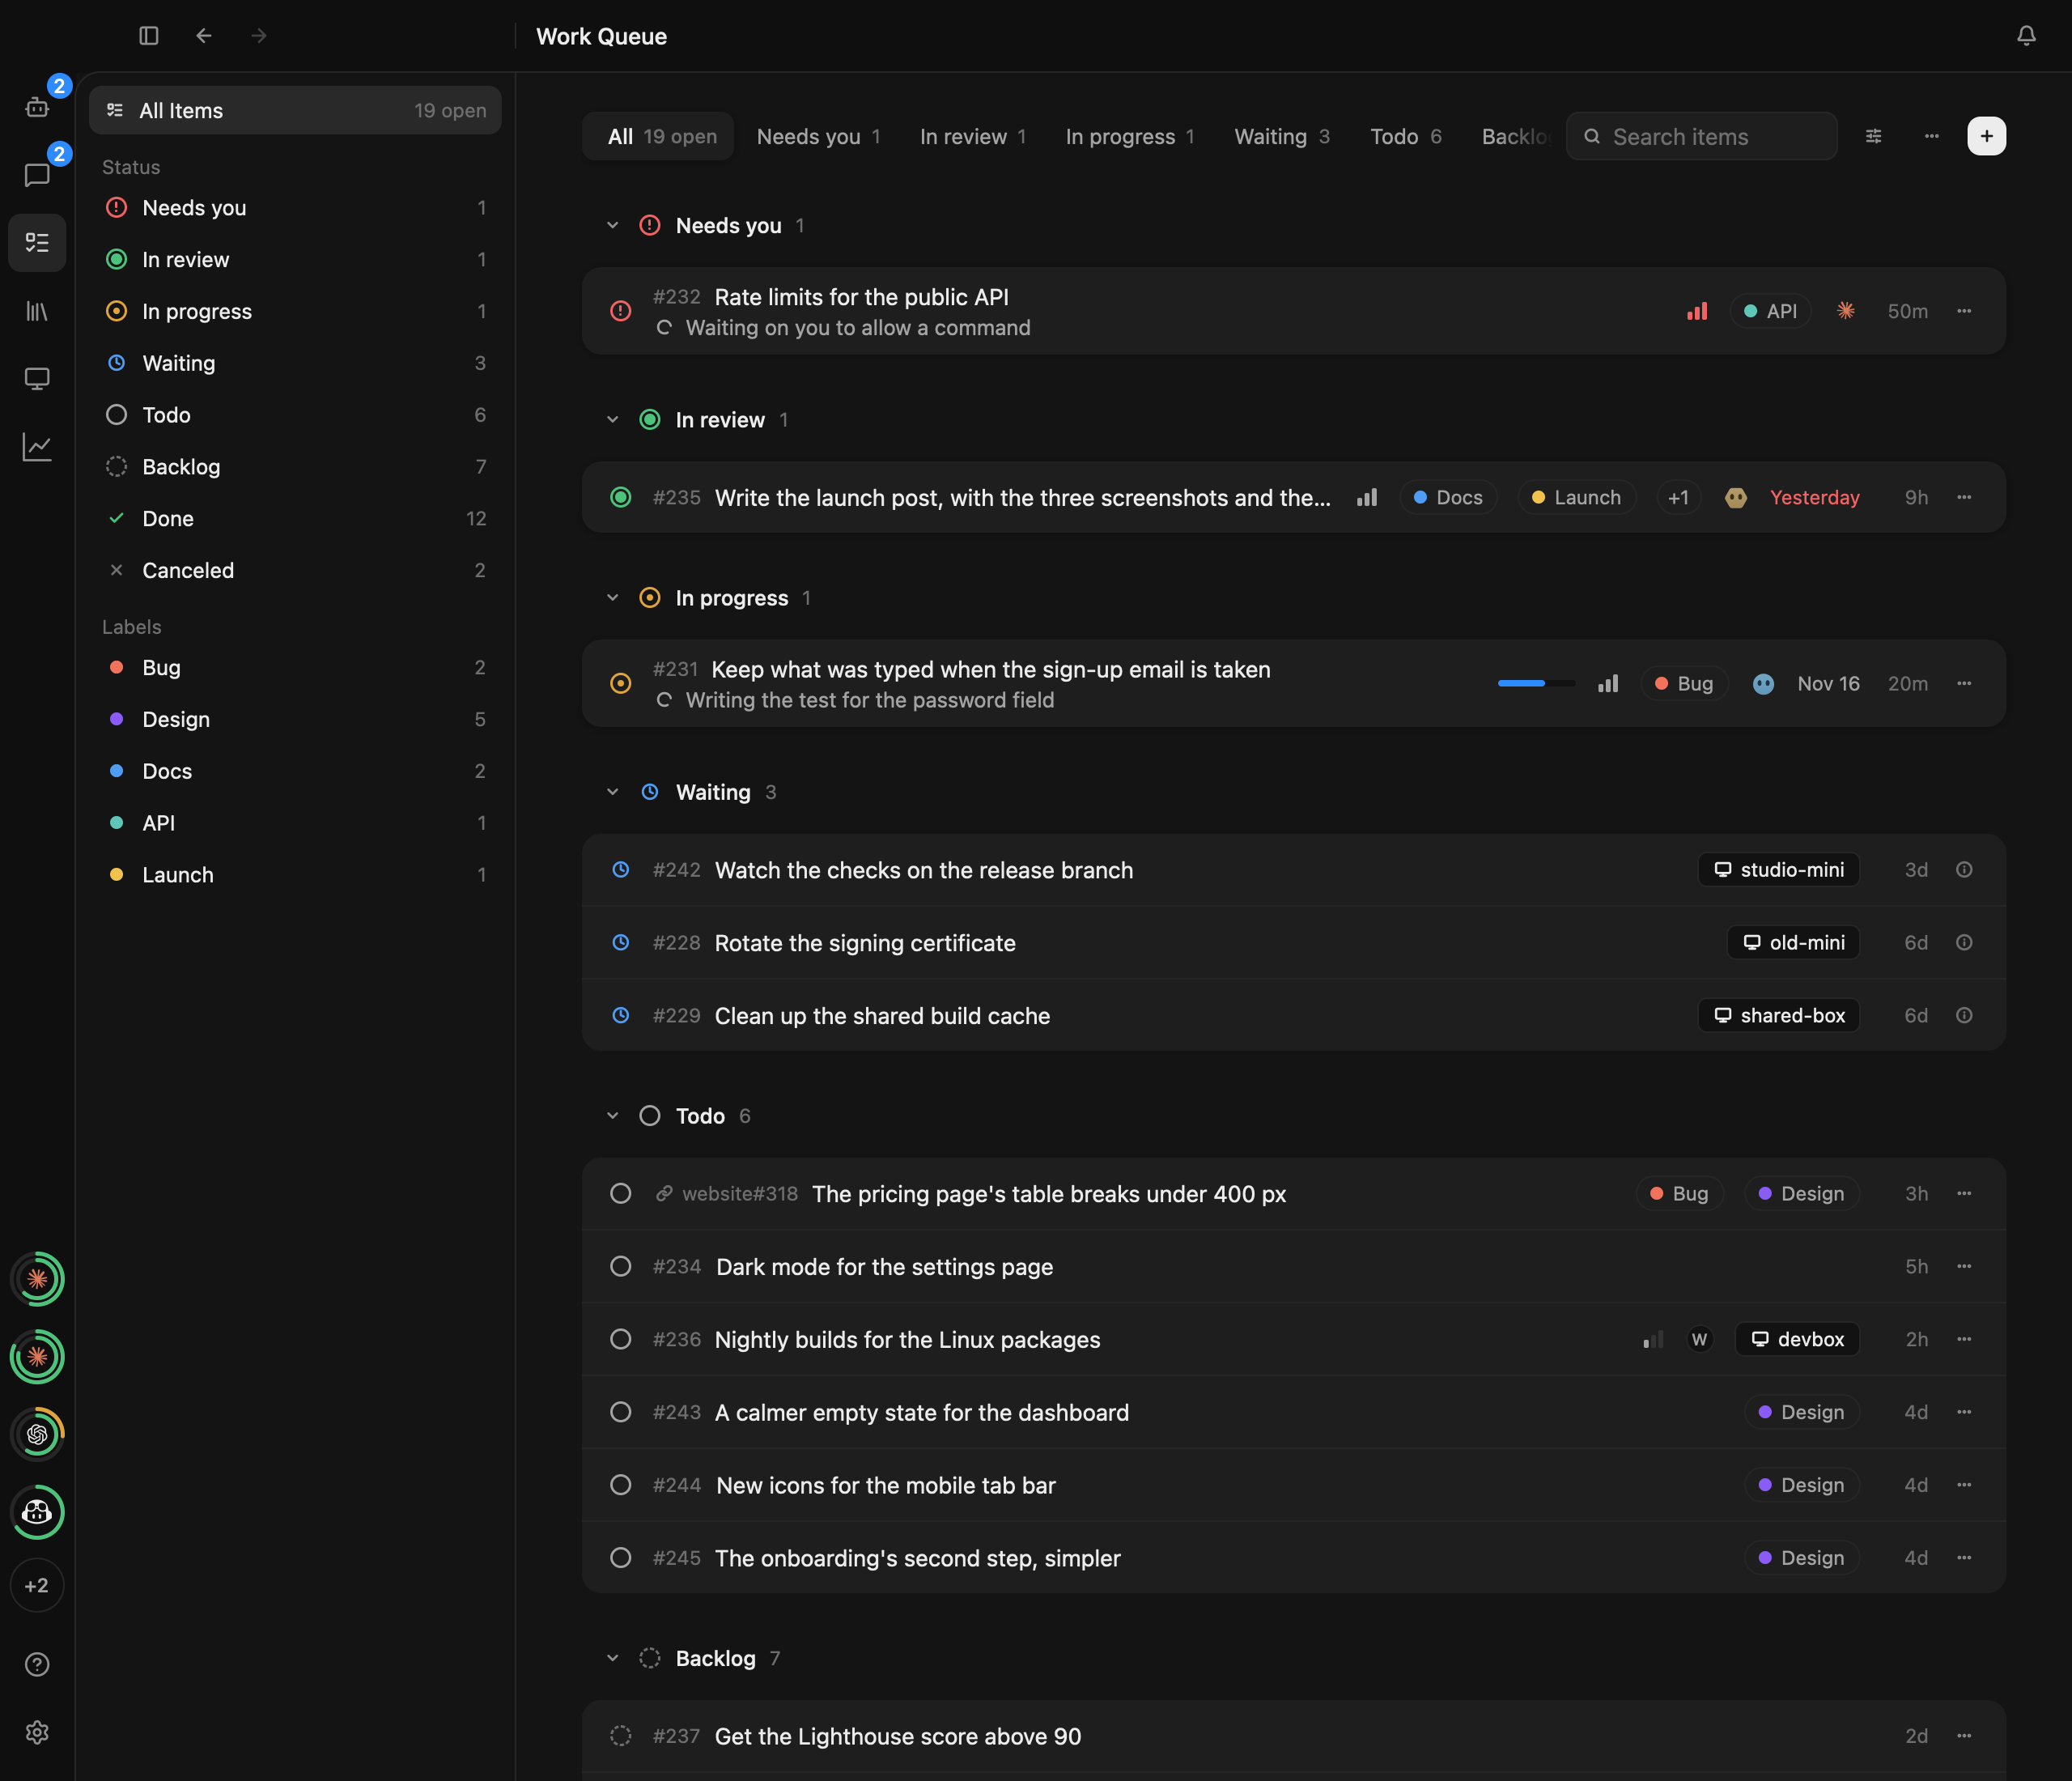 Work Queue
2
2
All Items 19 open
Status
Needs you 1
In review 1
In progress 1
Waiting 3
Todo 6
Backlog 7
Done 12
Canceled 2
Labels
Bug 2
Design 5
Docs 2
API 1
Launch 1
+2
All 19 open Needs you 1 In review 1 In progress 1 Waiting 3 Todo 6 Backlo
Search items
Needs you 1
#232 Rate limits for the public API
Waiting on you to allow a command
API 50m
In review 1
#235 Write the launch post, with the three screenshots and the... Docs Launch +1 Yesterday 9h
In progress 1
#231 Keep what was typed when the sign-up email is taken
Writing the test for the password field
Bug Nov 16 20m
Waiting 3
#242 Watch the checks on the release branch studio-mini 3d
#228 Rotate the signing certificate old-mini 6d
#229 Clean up the shared build cache shared-box 6d
Todo 6
website#318 The pricing page's table breaks under 400 px Bug Design 3h
#234 Dark mode for the settings page 5h
#236 Nightly builds for the Linux packages W devbox 2h
#243 A calmer empty state for the dashboard Design 4d
#244 New icons for the mobile tab bar Design 4d
#245 The onboarding's second step, simpler Design 4d
Backlog 7
#237 Get the Lighthouse score above 90 2d